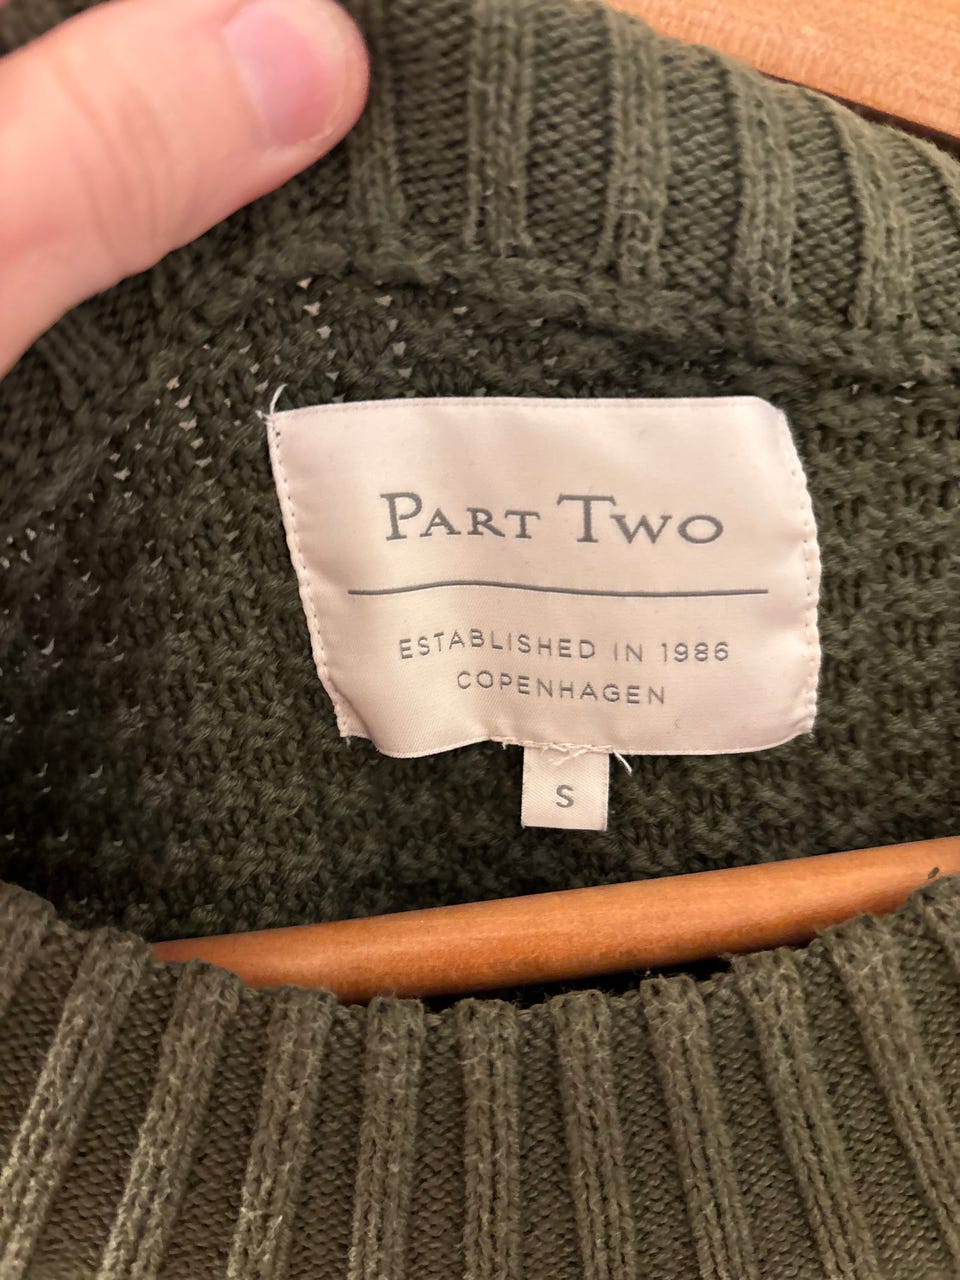 PART TWO
ESTABLISHED IN 1986
COPENHAGEN
S